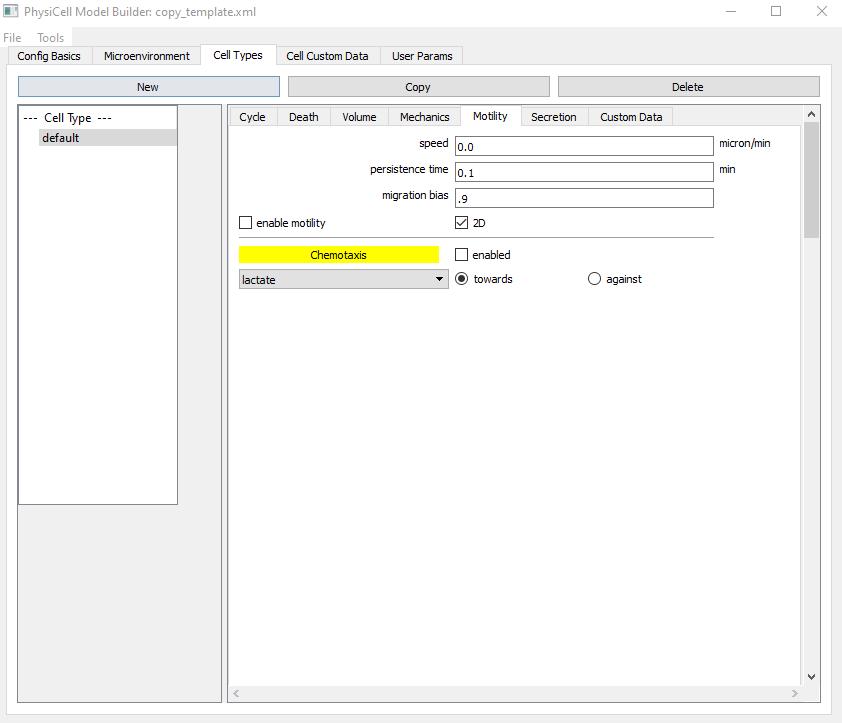 PhysiCell Model Builder: copy_template.xml
File Tools
Config Basics Microenvironment Cell Types Cell Custom Data User Params
New Copy Delete
--- Cell Type ---
default
Cycle Death Volume Mechanics Motility Secretion Custom Data
speed 0.0 micron/min
persistence time 0.1 min
migration bias .9
enable motility 2D
Chemotaxis enabled
lactate towards against